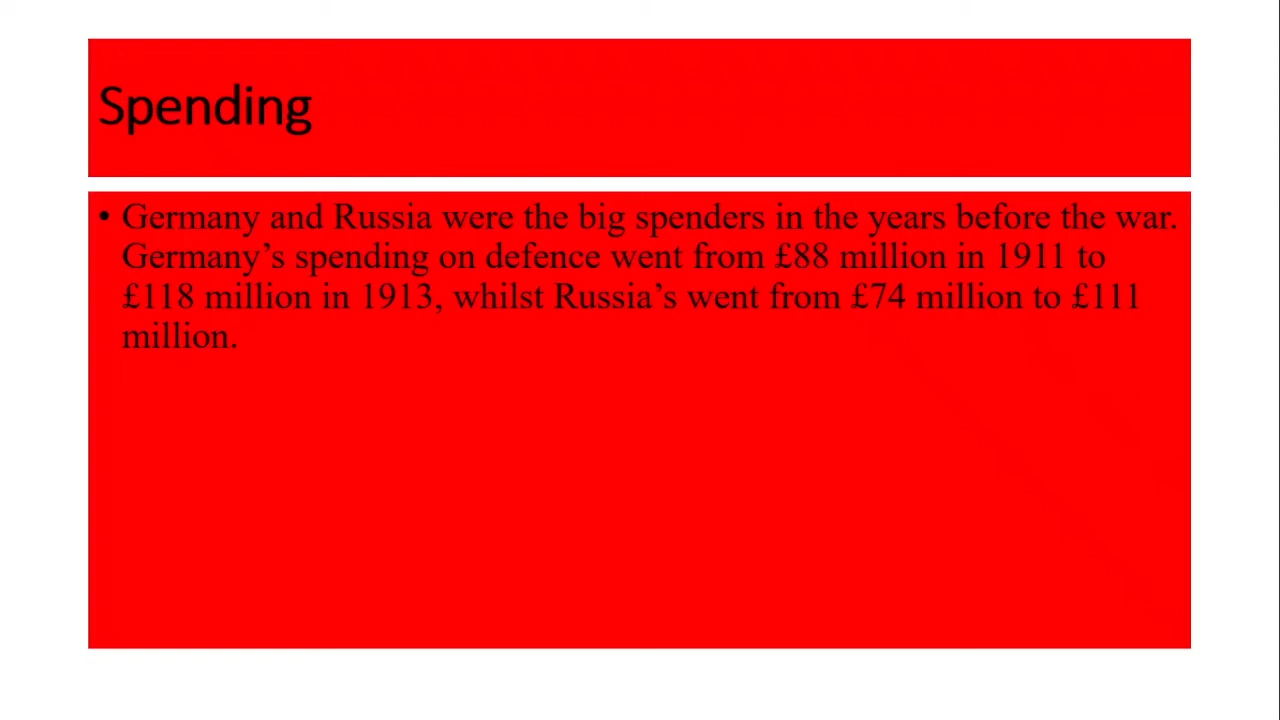 Spending
• Germany and Russia were the big spenders in the years before the war.
Germany’s spending on defence went from £88 million in 1911 to
£118 million in 1913, whilst Russia’s went from £74 million to £111
million.